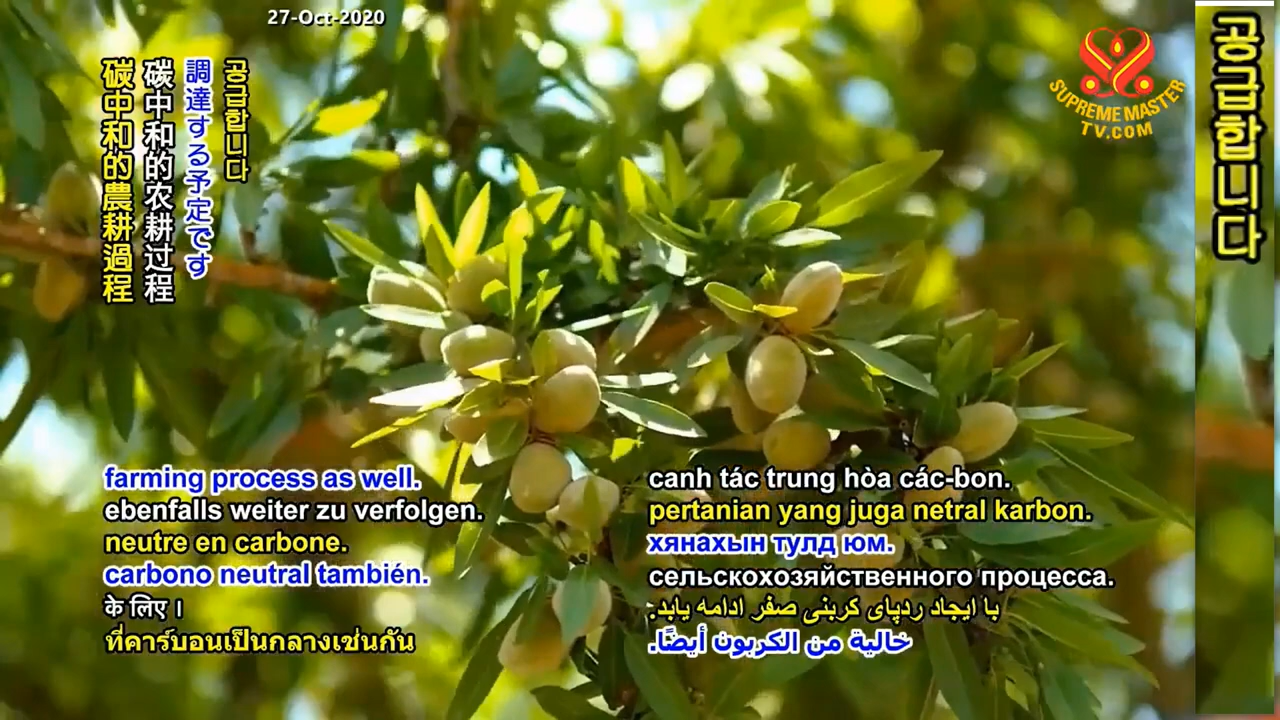 27-Oct-2020
공급합니다
調達する予定です
碳中和的农耕过程
碳中和的農耕過程
SUPREME MASTER
TV.COM
공급합니다
farming process as well.
ebenfalls weiter zu verfolgen.
neutre en carbone.
carbono neutral también.
के लिए।
ที่คาร์บอนเป็นกลางเช่นกัน
canh tác trung hòa các-bon.
pertanian yang juga netral karbon.
хянахын тулд юм.
сельскохозяйственного процесса.
با ایجاد ردپای کربنی صفر ادامه یابد.
خالية من الكربون أيضًا.